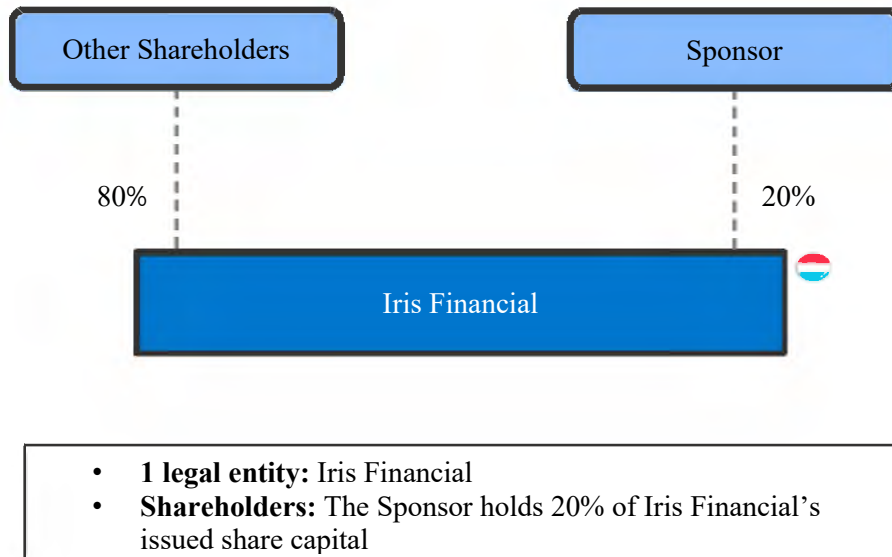 Other Shareholders
Sponsor
80%
20%
Iris Financial
• 1 legal entity: Iris Financial
• Shareholders: The Sponsor holds 20% of Iris Financial’s
issued share capital